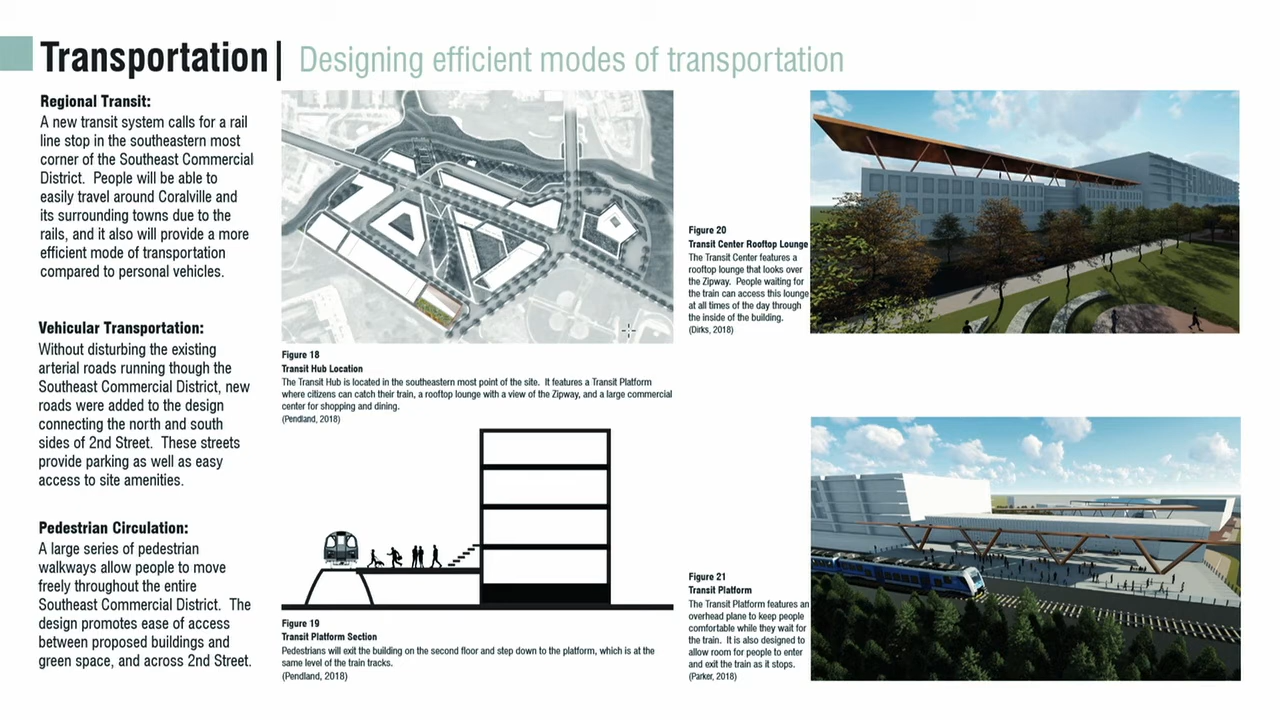 Transportation| Designing efficient modes of transportation
Regional Transit:
A new transit system calls for a rail
line stop in the southeastern most
corner of the Southeast Commercial
District.  People will be able to
easily travel around Coralville and
its surrounding towns due to the
rails, and it also will provide a more
efficient mode of transportation
compared to personal vehicles.
Vehicular Transportation:
Without disturbing the existing
arterial roads running though the
Southeast Commercial District, new
roads were added to the design
connecting the north and south
sides of 2nd Street.  These streets
provide parking as well as easy
access to site amenities.
Pedestrian Circulation:
A large series of pedestrian
walkways allow people to move
freely throughout the entire
Southeast Commercial District.  The
design promotes ease of access
between proposed buildings and
green space, and across 2nd Street.
Figure 18
Transit Hub Location
The Transit Hub is located in the southeastern most point of the site.  It features a Transit Platform
where citizens can catch their train, a rooftop lounge with a view of the Zipway, and a large commercial
center for shopping and dining.
(Pendland, 2018)
Figure 19
Transit Platform Section
Pedestrians will exit the building on the second floor and step down to the platform, which is at the
same level of the train tracks.
(Pendland, 2018)
Figure 20
Transit Center Rooftop Lounge
The Transit Center features a
rooftop lounge that looks over
the Zipway.  People waiting for
the train can access this lounge
at all times of the day through
the inside of the building.
(Dirks, 2018)
Figure 21
Transit Platform
The Transit Platform features an
overhead plane to keep people
comfortable while they wait for
the train.  It is also designed to
allow room for people to enter
and exit the train as it stops.
(Parker, 2018)